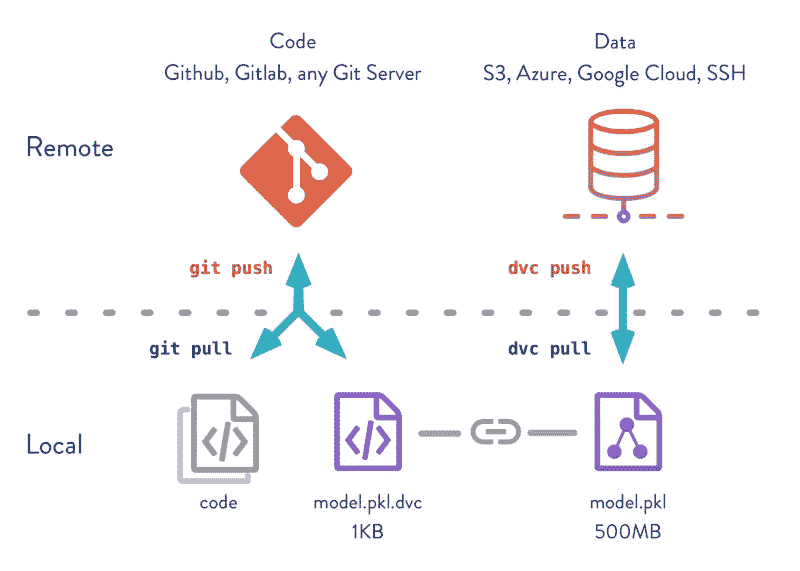 Code
Github, Gitlab, any Git Server
Data
S3, Azure, Google Cloud, SSH
Remote
git push
dvc push
git pull
dvc pull
Local
code
model.pkl.dvc
1KB
model.pkl
500MB